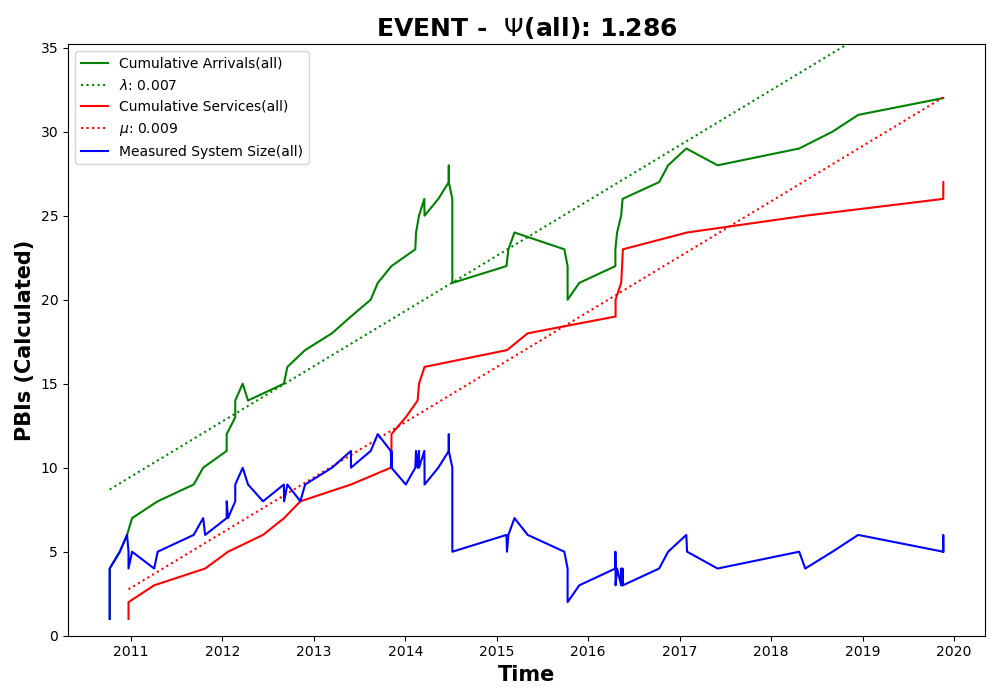 EVENT - Ψ(all): 1.286
PBIs (Calculated)
35
30
25
20
15
10
5
0
Cumulative Arrivals(all)
λ: 0.007
Cumulative Services(all)
μ: 0.009
Measured System Size(all)
2011 2012 2013 2014 2015 2016 2017 2018 2019 2020
Time